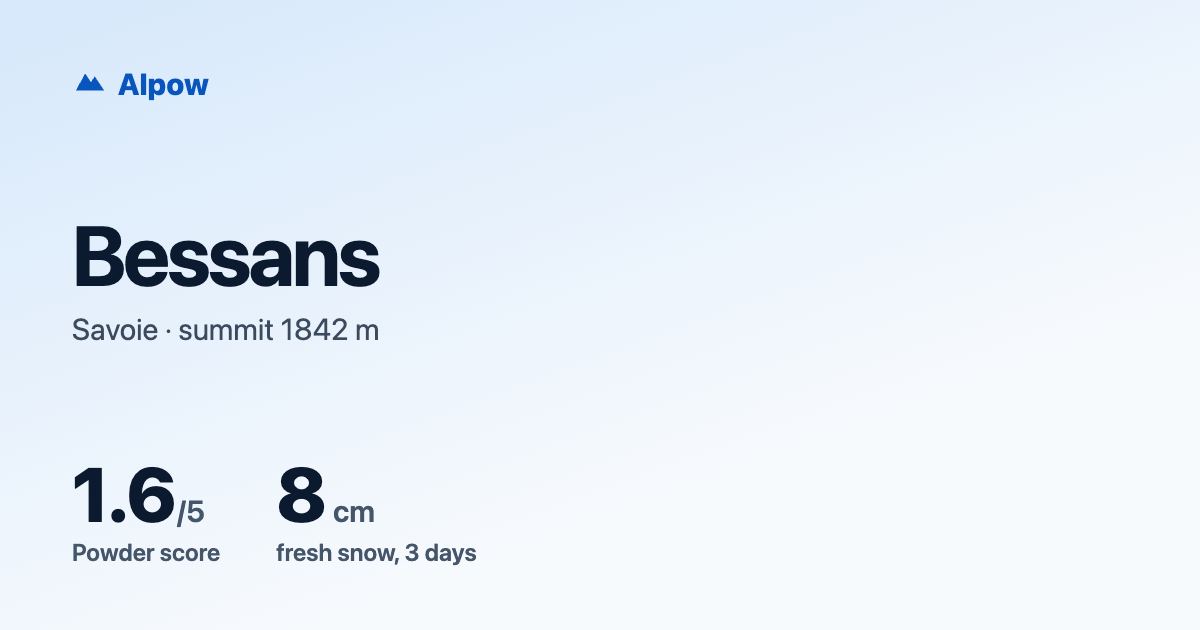 Alpow
Bessans
Savoie · summit 1842 m
1.6/5
Powder score
8 cm
fresh snow, 3 days